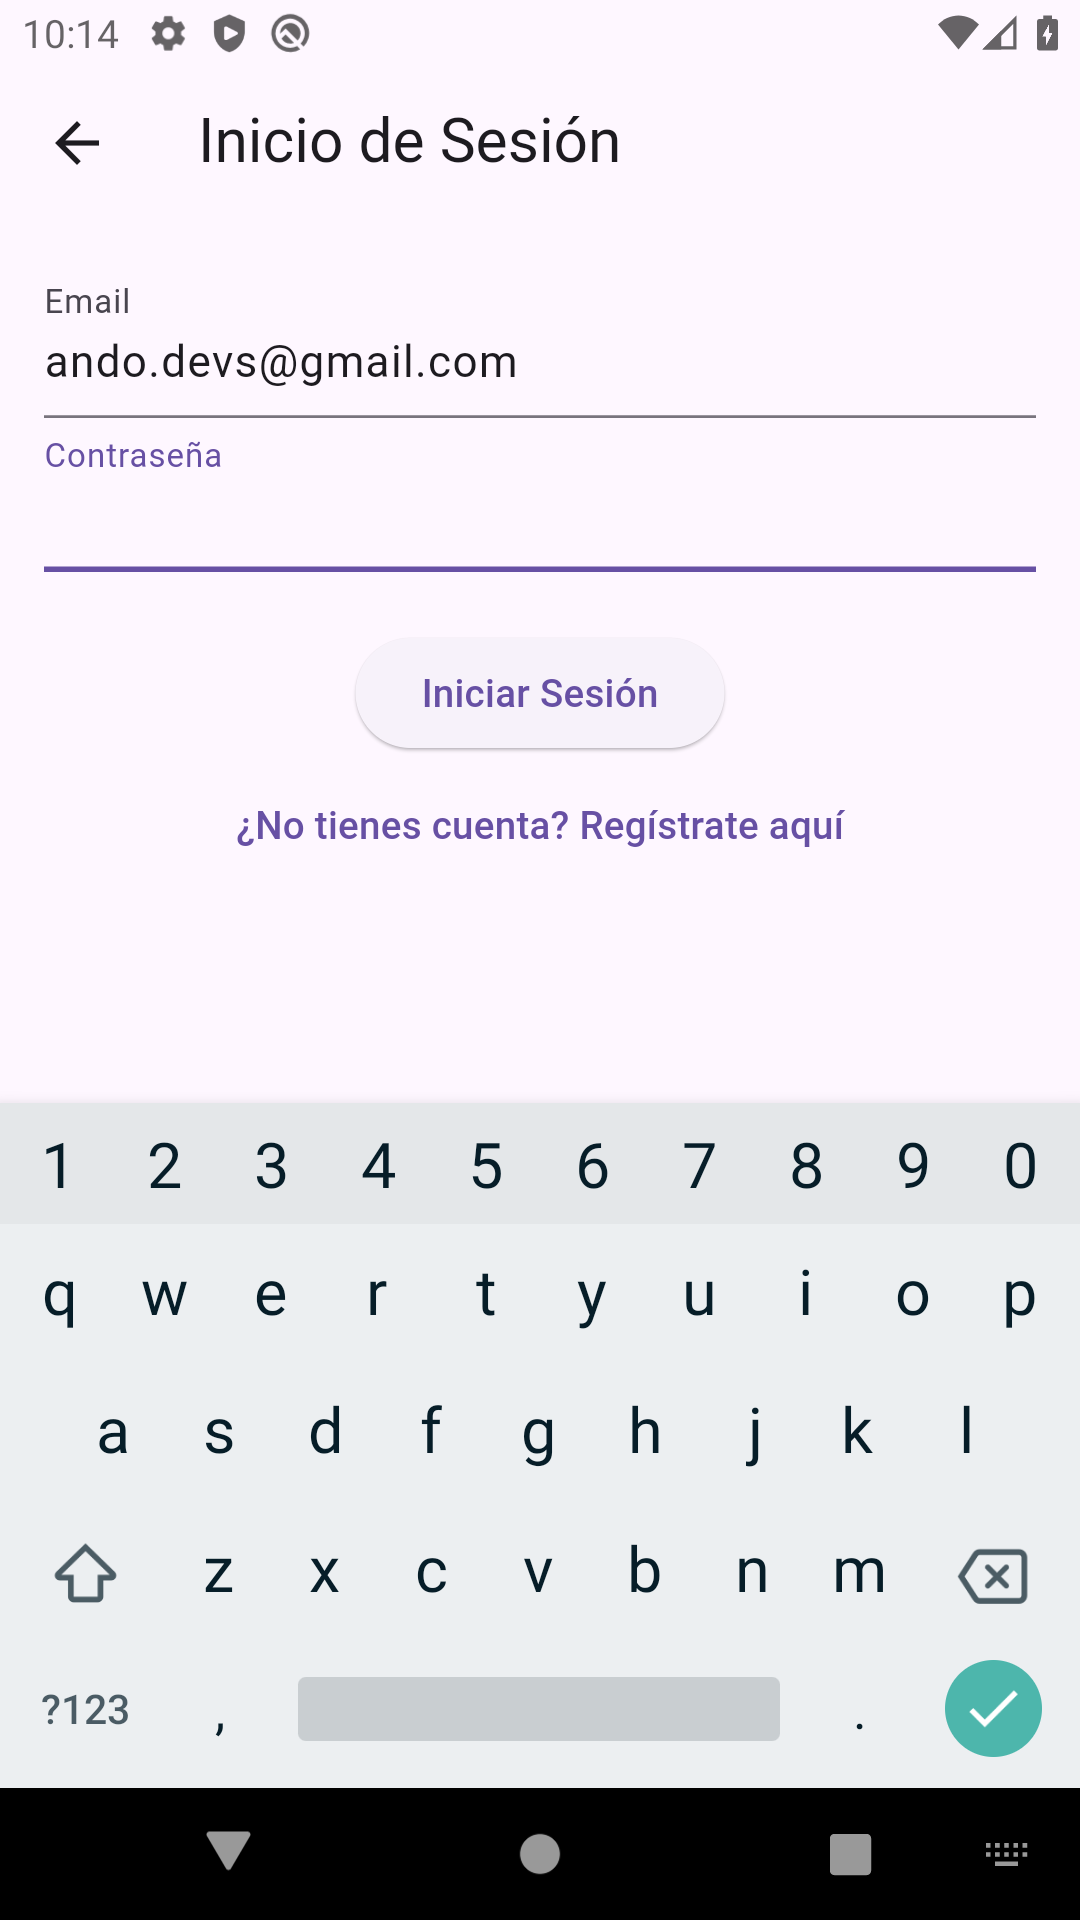 10:14
Inicio de Sesión
Email
ando.devs@gmail.com
Contraseña
Iniciar Sesión
¿No tienes cuenta? Regístrate aquí
1 2 3 4 5 6 7 8 9 0
q w e r t y u i o p
a s d f g h j k l
z x c v b n m
?123 , .